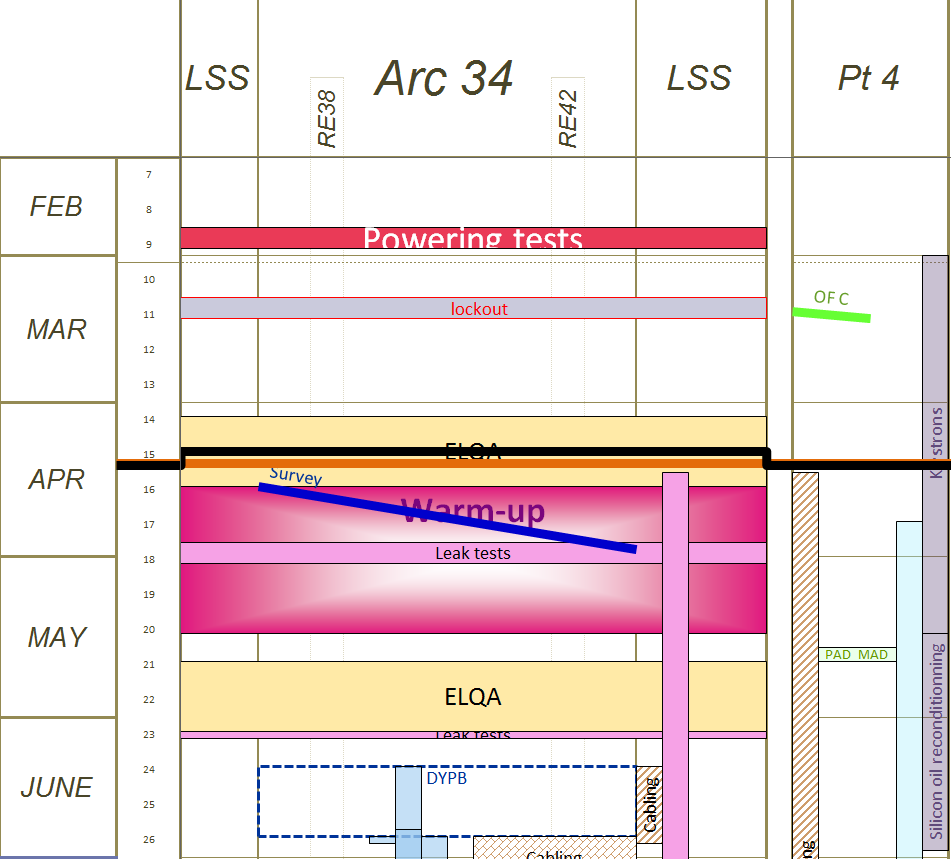 LSS
Arc 34
LSS
Pt 4
RE38
RE42
FEB
7
8
9
Powering tests
MAR
10
11
12
13
lockout
OF C
APR
14
15
16
17
ELQA
Survey
Warm-up
Leak tests
MAY
18
19
20
21
22
ELQA
PAD MAD
Silicon oil reconditionning
JUNE
23
24
25
26
Leak tests
DYPB
Cabling
Cabling